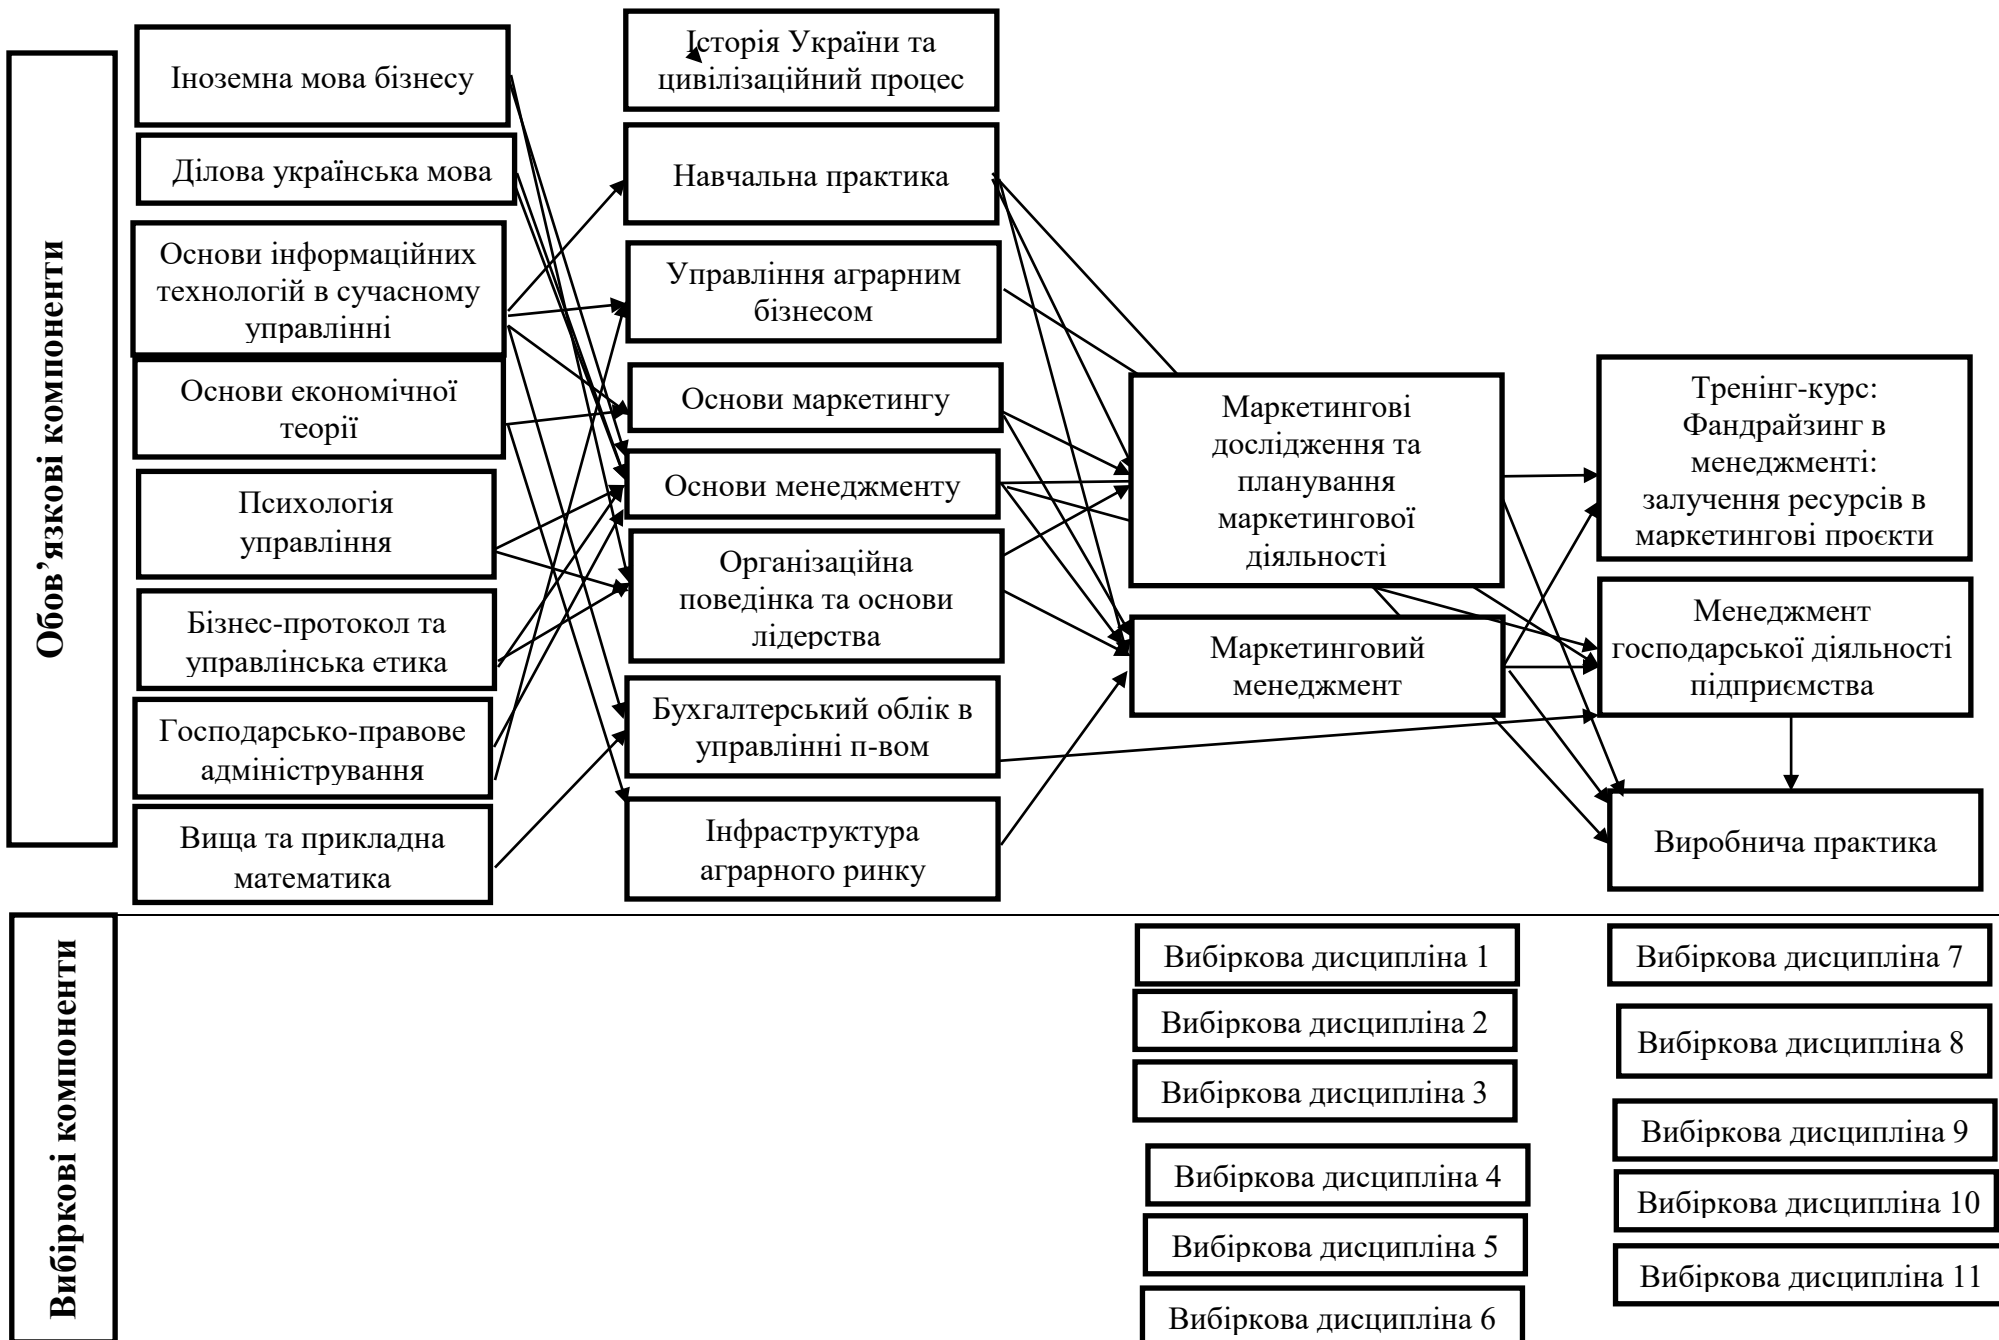 Обов’язкові компоненти
Іноземна мова бізнесу
Ділова українська мова
Основи інформаційних
технологій в сучасному
управлінні
Основи економічної
теорії
Психологія
управління
Бізнес-протокол та
управлінська етика
Господарсько-правове
адміністрування
Вища та прикладна
математика
Історія України та
цивілізаційний процес
Навчальна практика
Управління аграрним
бізнесом
Основи маркетингу
Основи менеджменту
Організаційна
поведінка та основи
лідерства
Бухгалтерський облік в
управлінні п-вом
Інфраструктура
аграрного ринку
Маркетингові
дослідження та
планування
маркетингової
діяльності
Маркетинговий
менеджмент
Тренінг-курс:
Фандрайзинг в
менеджменті:
залучення ресурсів в
маркетингові проєкти
Менеджмент
господарської діяльності
підприємства
Виробнича практика
Вибіркові компоненти
Вибіркова дисципліна 1
Вибіркова дисципліна 2
Вибіркова дисципліна 3
Вибіркова дисципліна 4
Вибіркова дисципліна 5
Вибіркова дисципліна 6
Вибіркова дисципліна 7
Вибіркова дисципліна 8
Вибіркова дисципліна 9
Вибіркова дисципліна 10
Вибіркова дисципліна 11